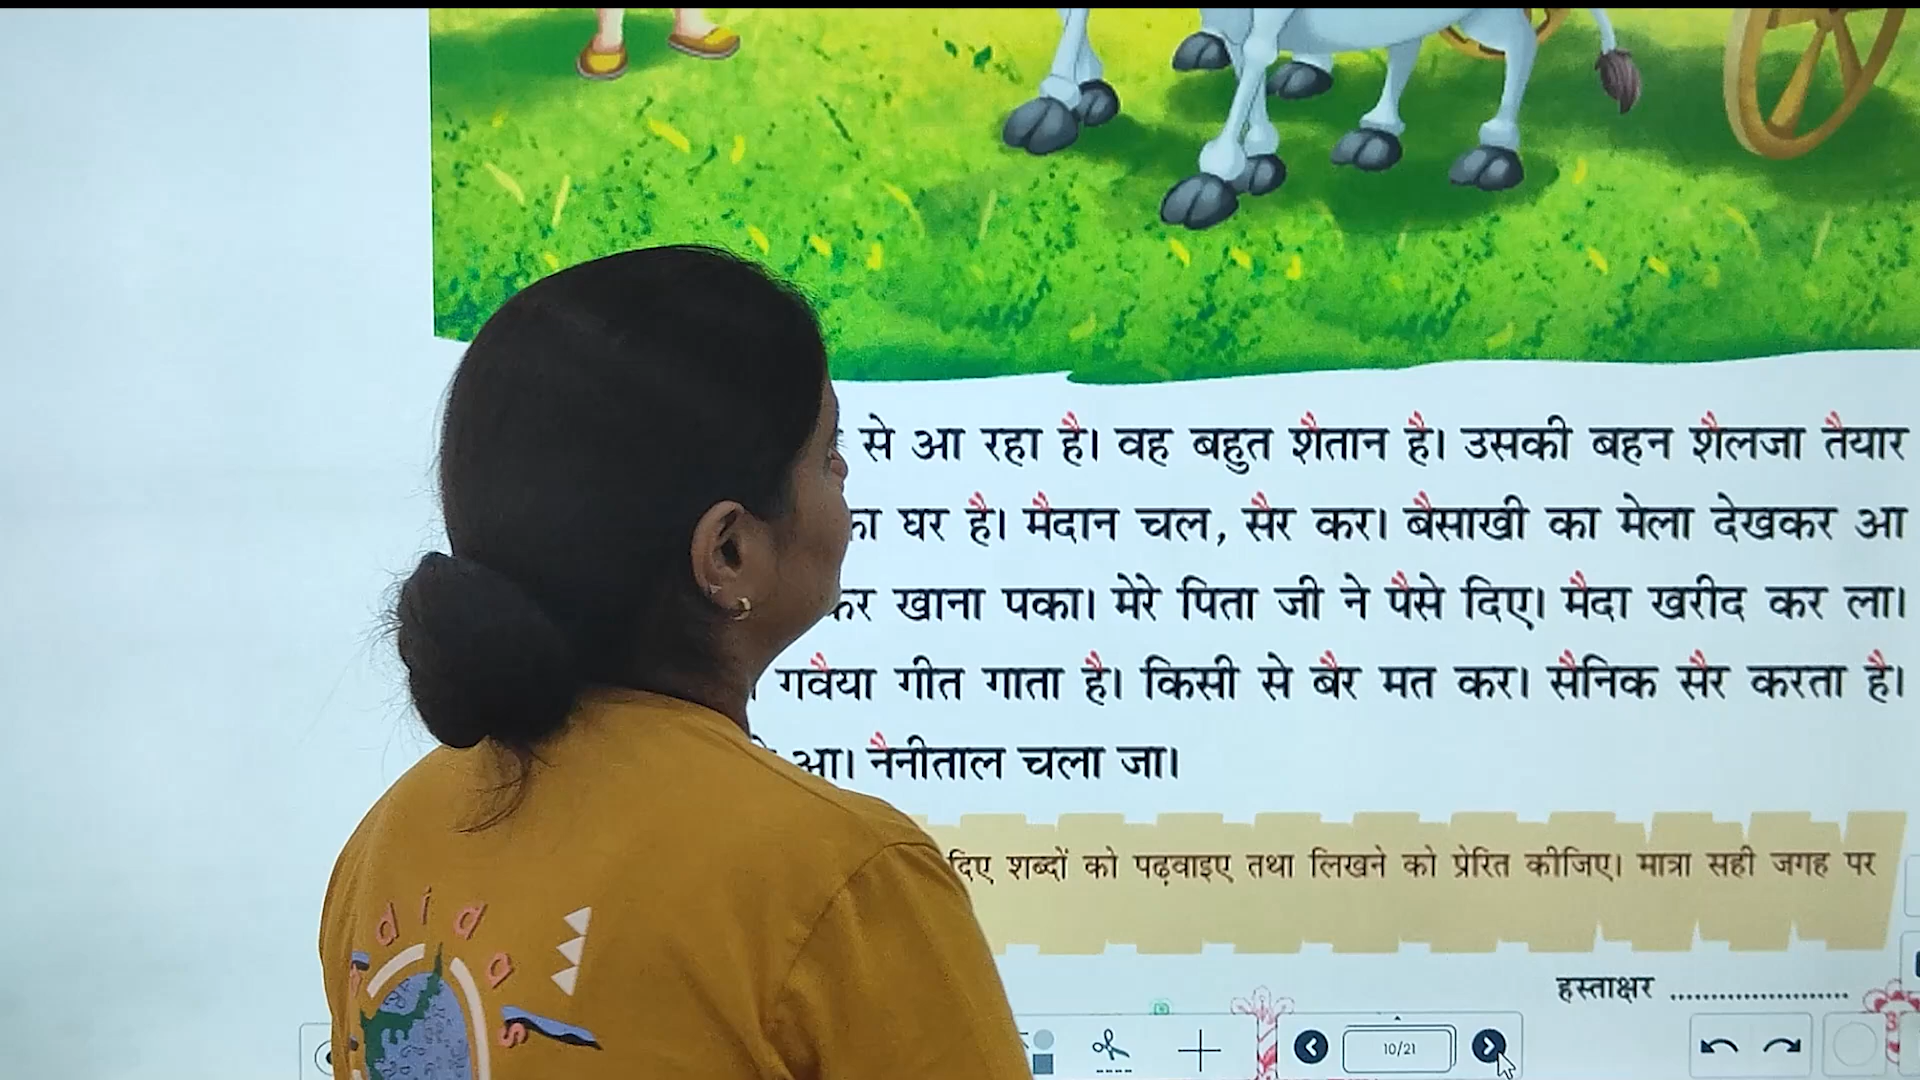 से आ रहा है। वह बहुत शैतान है। उसकी बहन शैलजा तैयार
घर है। मैदान चल, सैर कर। बैसाखी का मेला देखकर आ
खाना पका। मेरे पिता जी ने पैसे दिए। मैदा खरीद कर ला।
गवैया गीत गाता है। किसी से बैर मत कर। सैनिक सैर करता है।
आ। नैनीताल चला जा।
दिए शब्दों को पढ़वाइए तथा लिखने को प्रेरित कीजिए। मात्रा सही जगह पर
हस्ताक्षर ......................
10/21
adidas